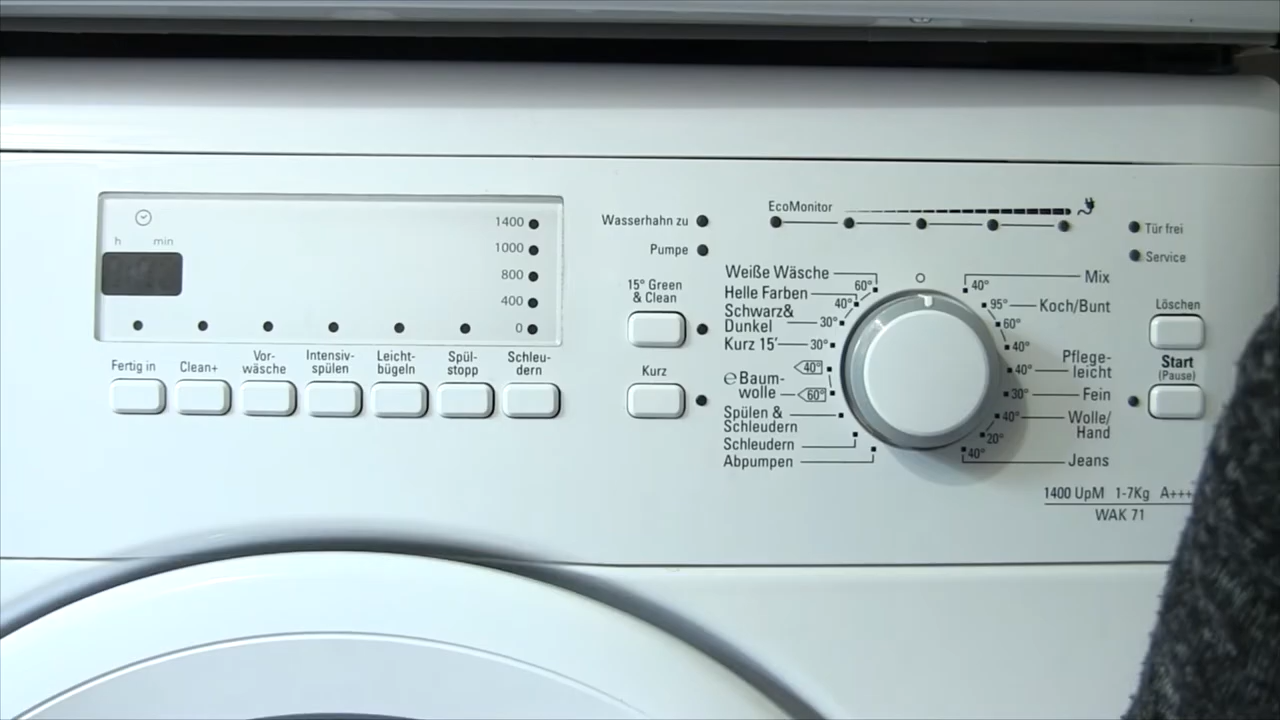 h min
1400
1000
800
400
0
Fertig in
Clean+
Vor-
wäsche
Intensiv-
spülen
Leicht-
bügeln
Spül-
stopp
Schleu-
dern
Wasserhahn zu
Pumpe
15° Green
& Clean
Kurz
EcoMonitor
Weiße Wäsche
60°
Helle Farben
40°
Schwarz&
Dunkel
30°
Kurz 15'
30°
40°
eBaum-
wolle
60°
Spülen &
Schleudern
Schleudern
Abpumpen
40°
Mix
95°
Koch/Bunt
60°
40°
Pflege-
leicht
40°
30°
Fein
40°
Wolle/
Hand
20°
40°
Jeans
Tür frei
Service
Löschen
Start
(Pause)
1400 UpM 1-7Kg A+++
WAK 71